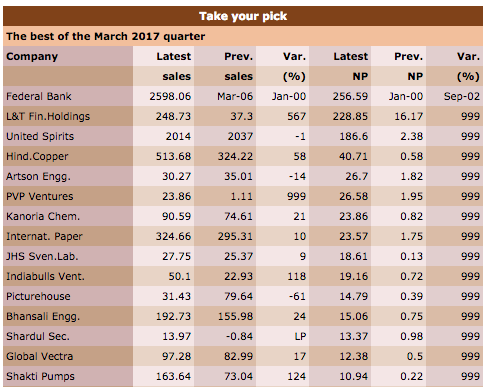 Take your pick
The best of the March 2017 quarter
Company Latest Prev. Var. Latest Prev. Var.
sales sales (%) NP NP (%)
Federal Bank 2598.06 Mar-06 Jan-00 256.59 Jan-00 Sep-02
L&T Fin.Holdings 248.73 37.3 567 228.85 16.17 999
United Spirits 2014 2037 -1 186.6 2.38 999
Hind.Copper 513.68 324.22 58 40.71 0.58 999
Artson Engg. 30.27 35.01 -14 26.7 1.82 999
PVP Ventures 23.86 1.11 999 26.58 1.95 999
Kanoria Chem. 90.59 74.61 21 23.86 0.82 999
Internat. Paper 324.66 295.31 10 23.57 1.75 999
JHS Sven.Lab. 27.75 25.37 9 18.61 0.13 999
Indiabulls Vent. 50.1 22.93 118 19.16 0.72 999
Picturehouse 31.43 79.64 -61 14.79 0.39 999
Bhansali Engg. 192.73 155.98 24 15.06 0.75 999
Shardul Sec. 13.97 -0.84 LP 13.37 0.98 999
Global Vectra 97.28 82.99 17 12.38 0.5 999
Shakti Pumps 163.64 73.04 124 10.94 0.22 999